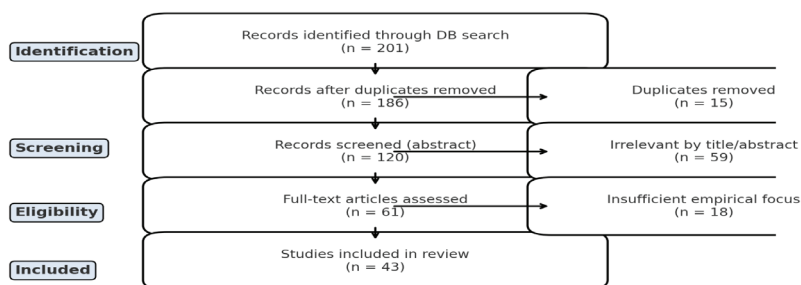 Records identified through DB search
(n = 201)
Identification
Records after duplicates removed
(n = 186)
Duplicates removed
(n = 15)
Screening
Records screened (abstract)
(n = 120)
Irrelevant by title/abstract
(n = 59)
Eligibility
Full-text articles assessed
(n = 61)
Insufficient empirical focus
(n = 18)
Included
Studies included in review
(n = 43)